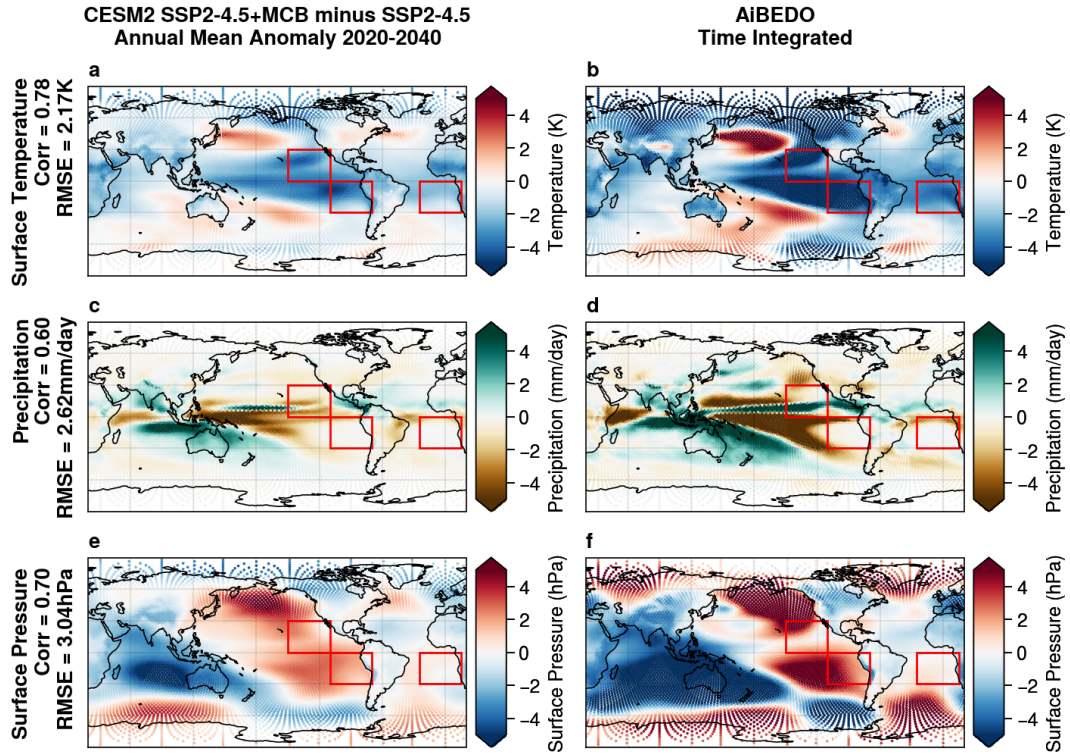 CESM2 SSP2-4.5+MCB minus SSP2-4.5
Annual Mean Anomaly 2020-2040
AiBEDO
Time Integrated
Surface Temperature
Corr = 0.78
RMSE = 2.17K
a
4
2
0
−2
−4
Temperature (K)
b
4
2
0
−2
−4
Temperature (K)
Precipitation
Corr = 0.60
RMSE = 2.62mm/day
c
4
2
0
−2
−4
Precipitation (mm/day)
d
4
2
0
−2
−4
Precipitation (mm/day)
Surface Pressure
Corr = 0.70
RMSE = 3.04hPa
e
4
2
0
−2
−4
Surface Pressure (hPa)
f
4
2
0
−2
−4
Surface Pressure (hPa)